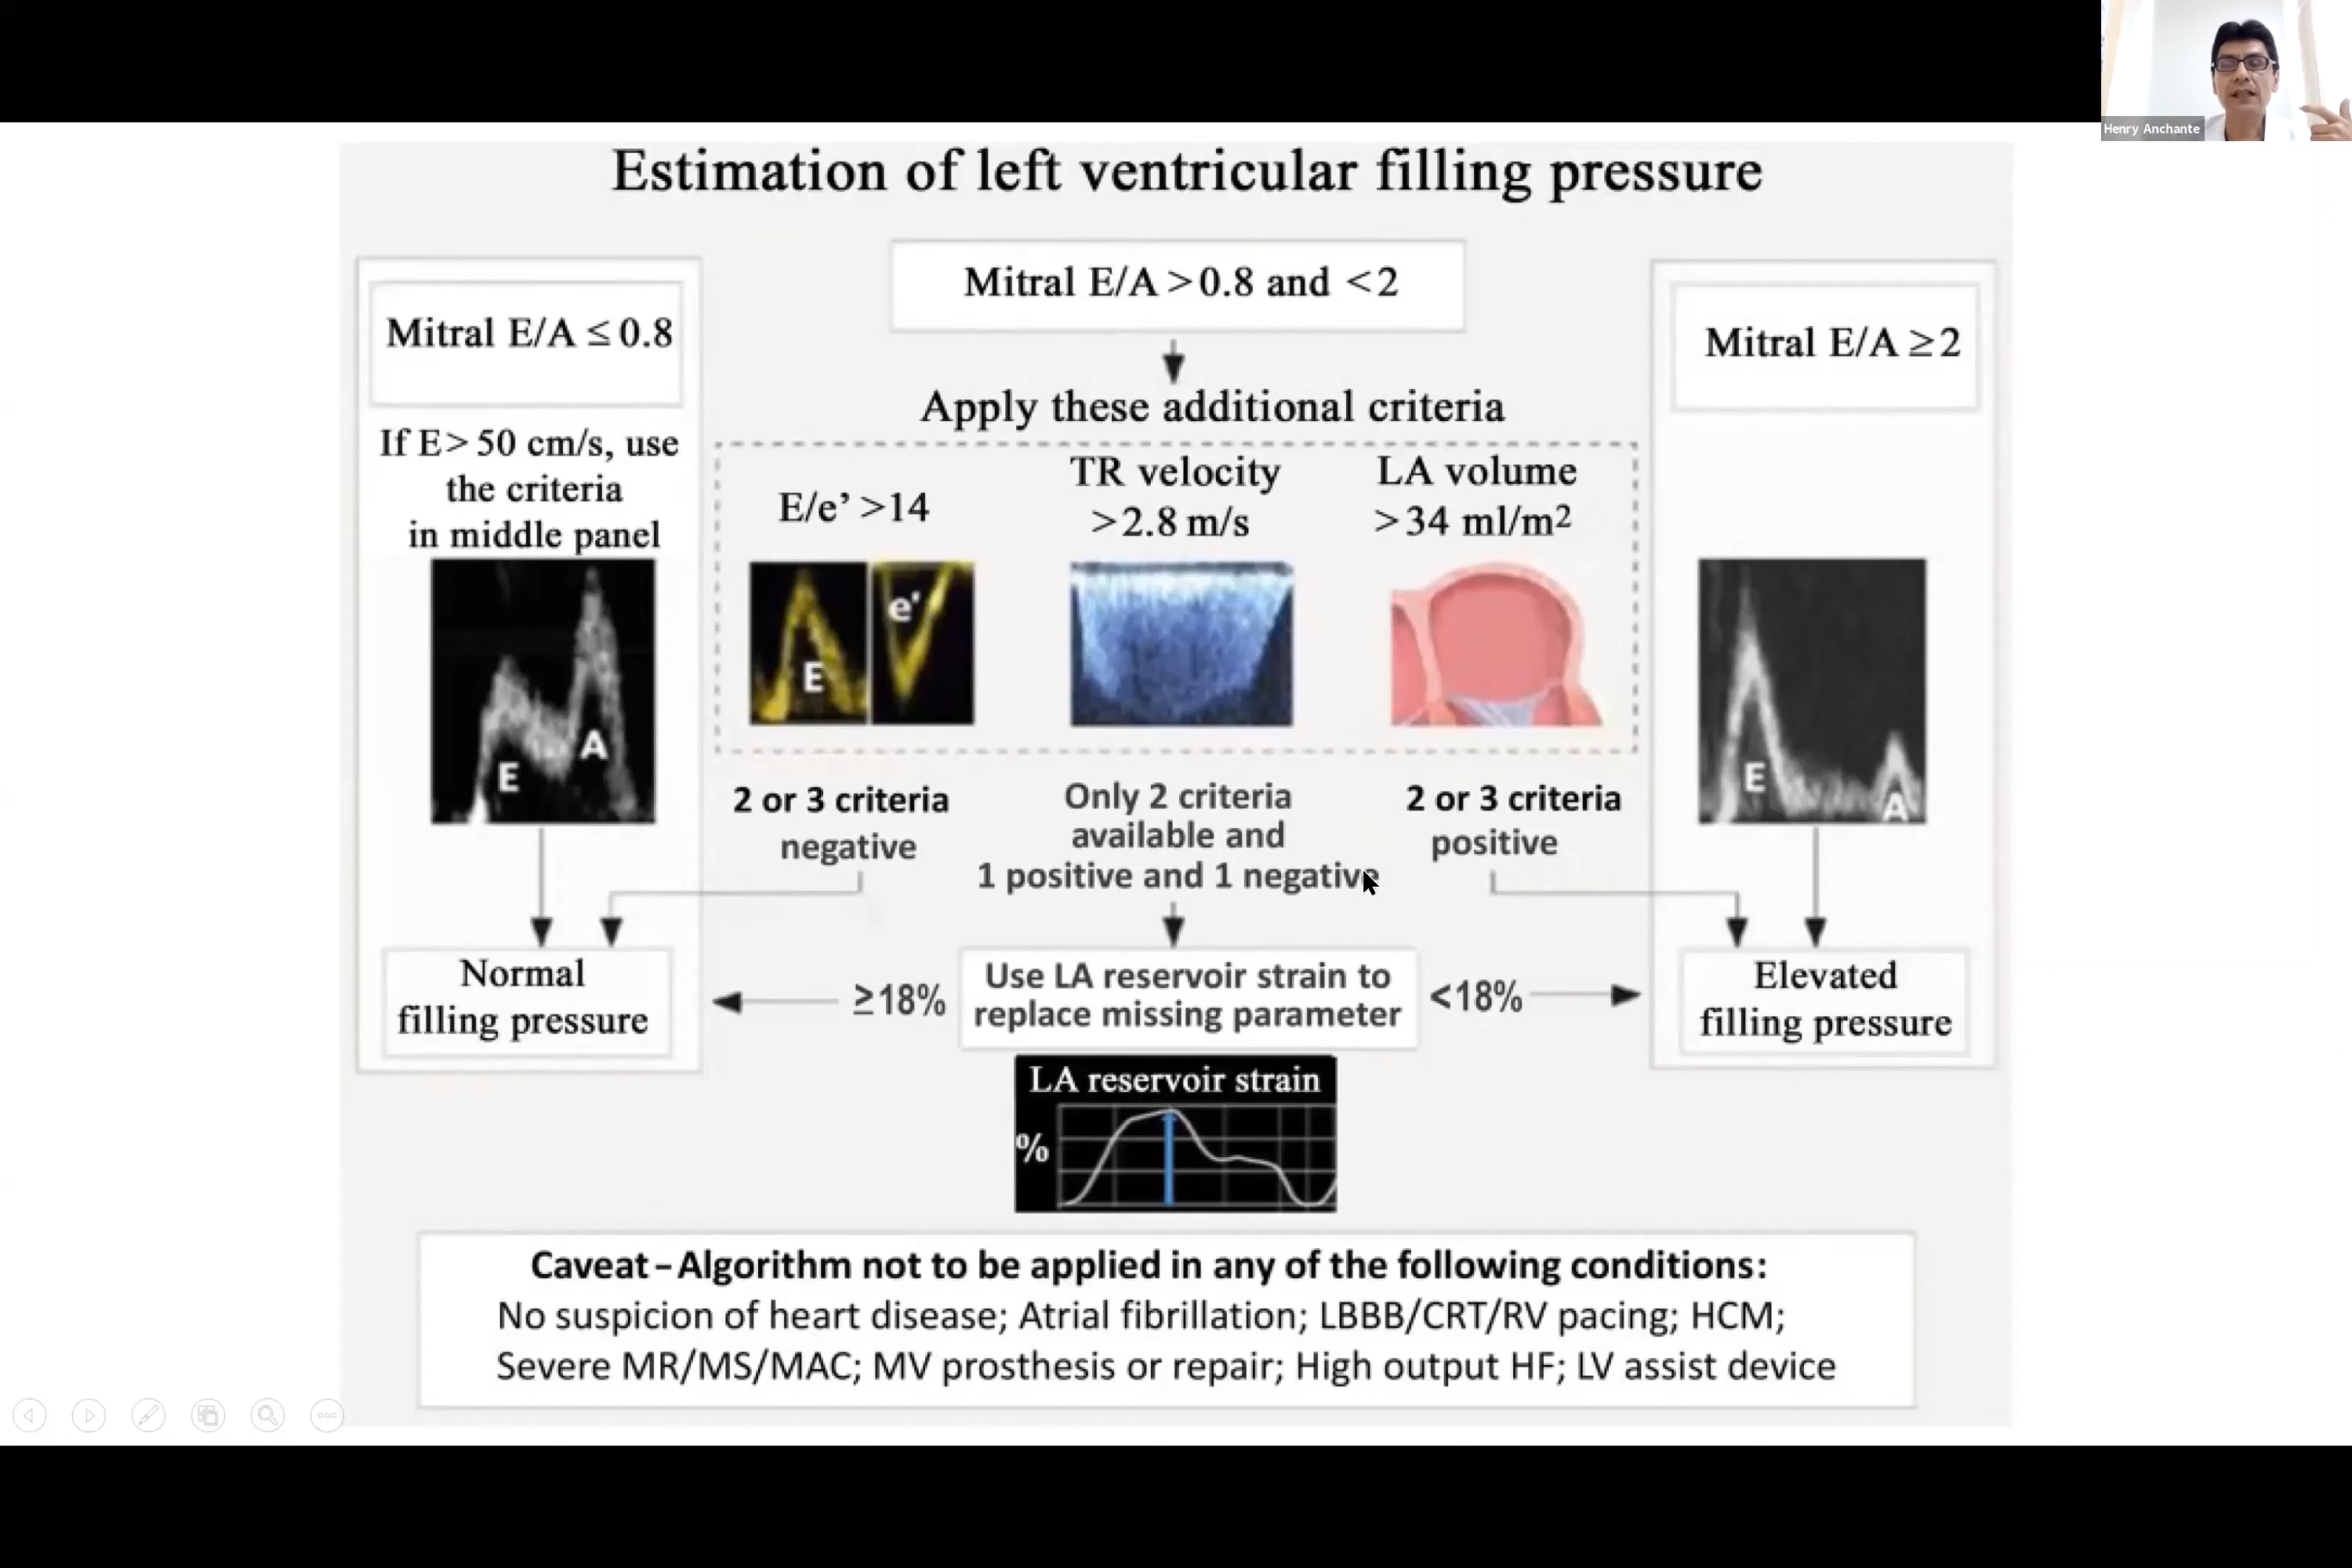 Henry Anchante
Estimation of left ventricular filling pressure
Mitral E/A ≤ 0.8
If E> 50 cm/s, use
the criteria
in middle panel
E
A
Mitral E/A >0.8 and <2
Apply these additional criteria
E/e’ >14
E
e'
TR velocity
>2.8 m/s
LA volume
>34 ml/m2
2 or 3 criteria
negative
Only 2 criteria
available and
1 positive and 1 negative
2 or 3 criteria
positive
Mitral E/A ≥2
E
A
Normal
filling pressure
≥18%
Use LA reservoir strain to
replace missing parameter
<18%
Elevated
filling pressure
LA reservoir strain
%
Caveat – Algorithm not to be applied in any of the following conditions:
No suspicion of heart disease; Atrial fibrillation; LBBB/CRT/RV pacing; HCM;
Severe MR/MS/MAC; MV prosthesis or repair; High output HF; LV assist device